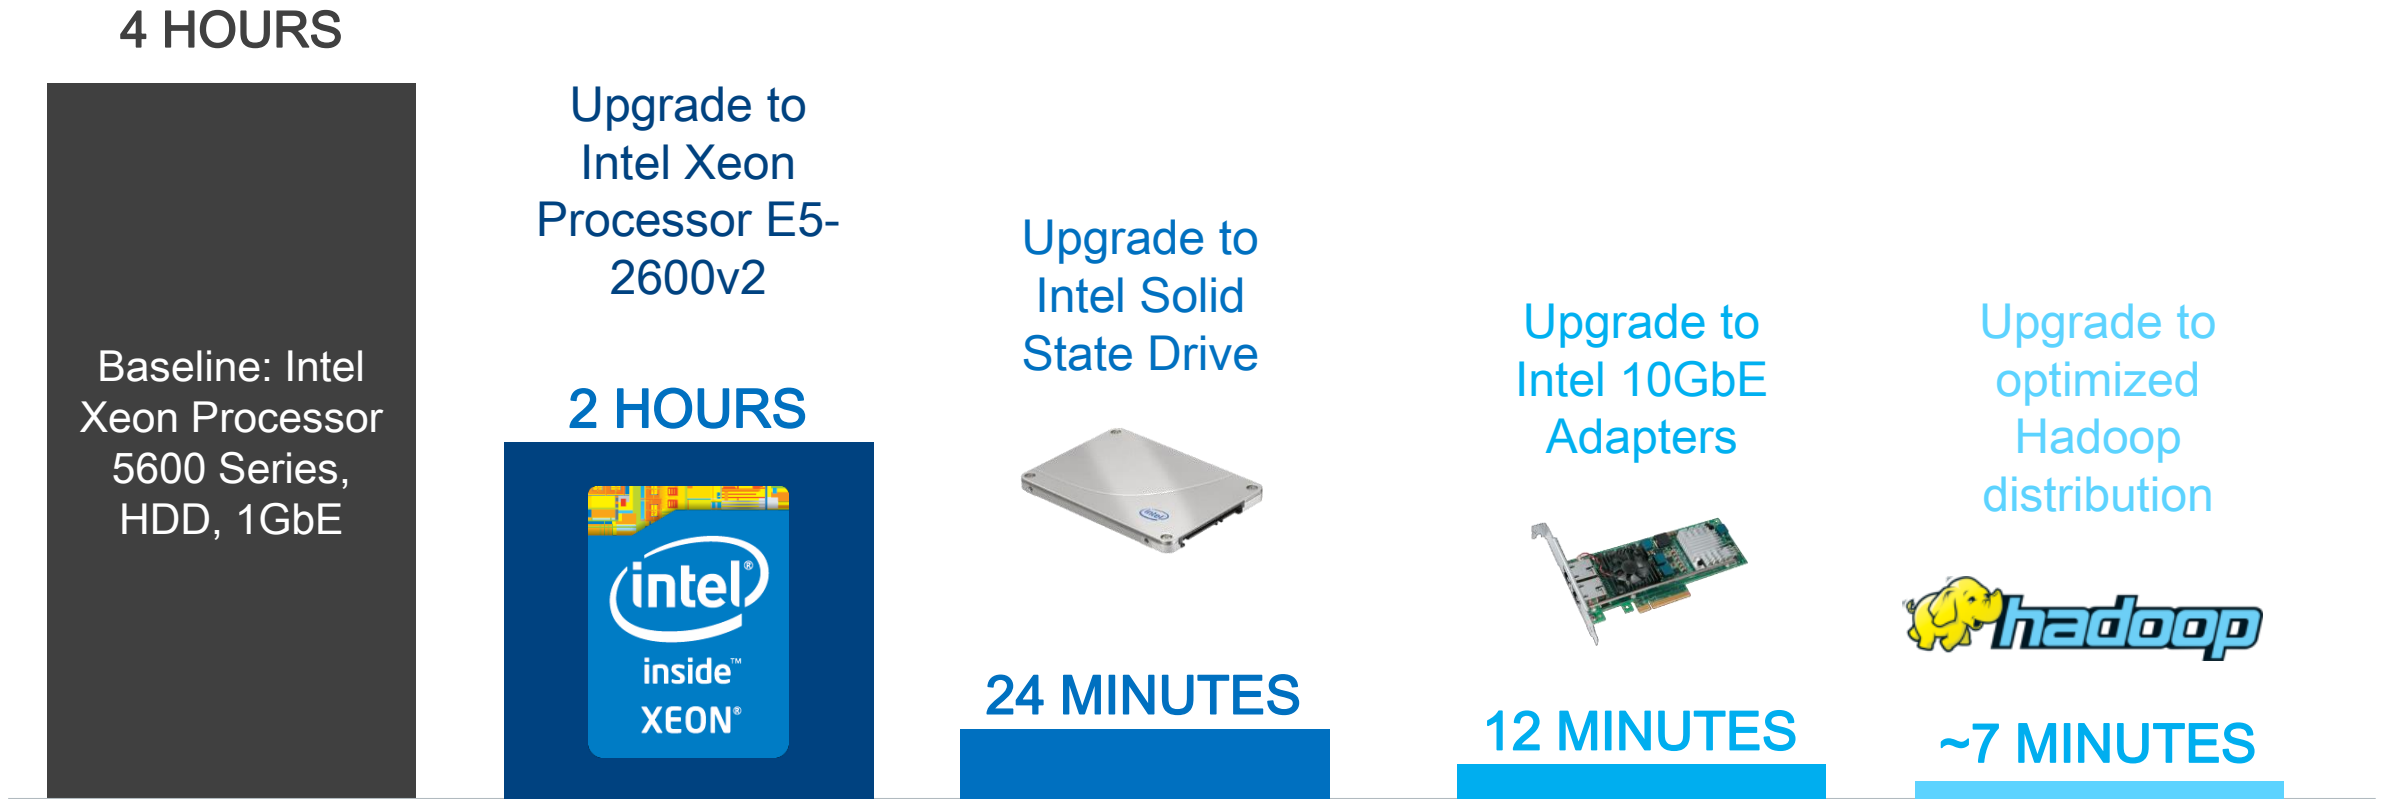 4 HOURS
Baseline: Intel
Xeon Processor
5600 Series,
HDD, 1GbE
Upgrade to
Intel Xeon
Processor E5-
2600v2
2 HOURS
intel®
inside™
XEON®
Upgrade to
Intel Solid
State Drive
intel
24 MINUTES
Upgrade to
Intel 10GbE
Adapters
12 MINUTES
Upgrade to
optimized
Hadoop
distribution
hadoop
~7 MINUTES